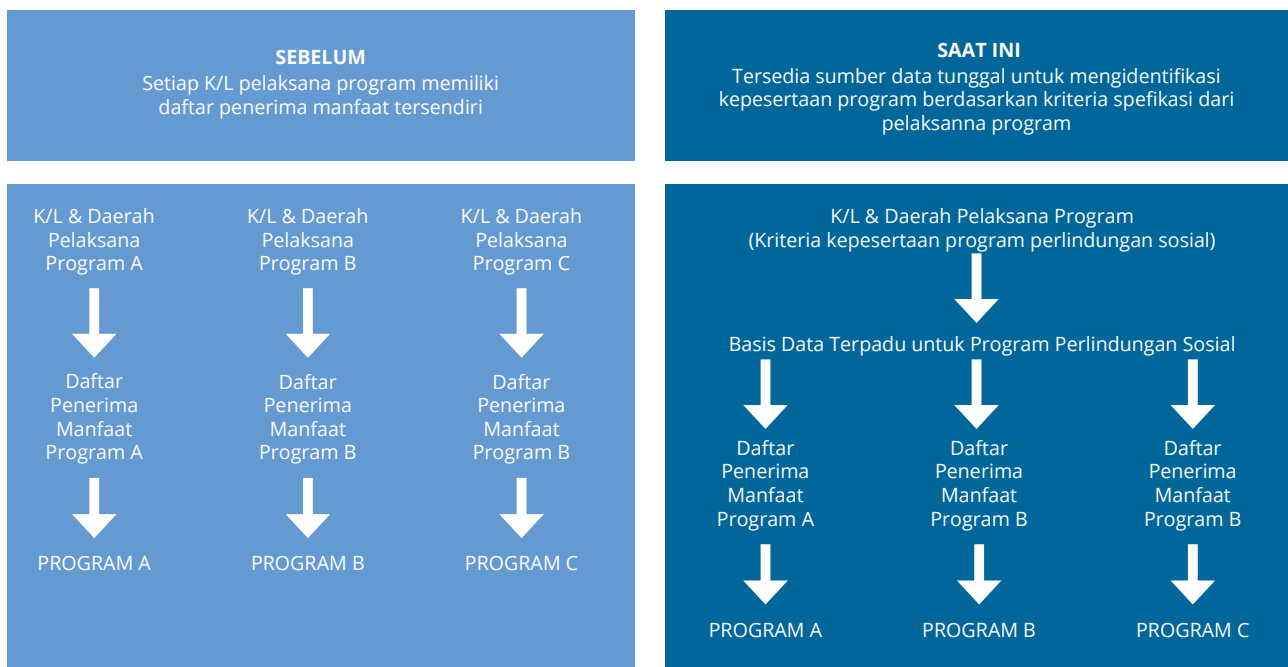 SEBELUM
Setiap K/L pelaksana program memiliki
daftar penerima manfaat tersendiri
K/L & Daerah
Pelaksana
Program A
K/L & Daerah
Pelaksana
Program B
K/L & Daerah
Pelaksana
Program C
Daftar
Penerima
Manfaat
Program A
Daftar
Penerima
Manfaat
Program B
Daftar
Penerima
Manfaat
Program B
PROGRAM A
PROGRAM B
PROGRAM C
SAAT INI
Tersedia sumber data tunggal untuk mengidentifikasi
kepesertaan program berdasarkan kriteria spefikasi dari
pelaksanna program
K/L & Daerah Pelaksana Program
(Kriteria kepesertaan program perlindungan sosial)
Basis Data Terpadu untuk Program Perlindungan Sosial
Daftar
Penerima
Manfaat
Program A
Daftar
Penerima
Manfaat
Program B
Daftar
Penerima
Manfaat
Program B
PROGRAM A
PROGRAM B
PROGRAM C